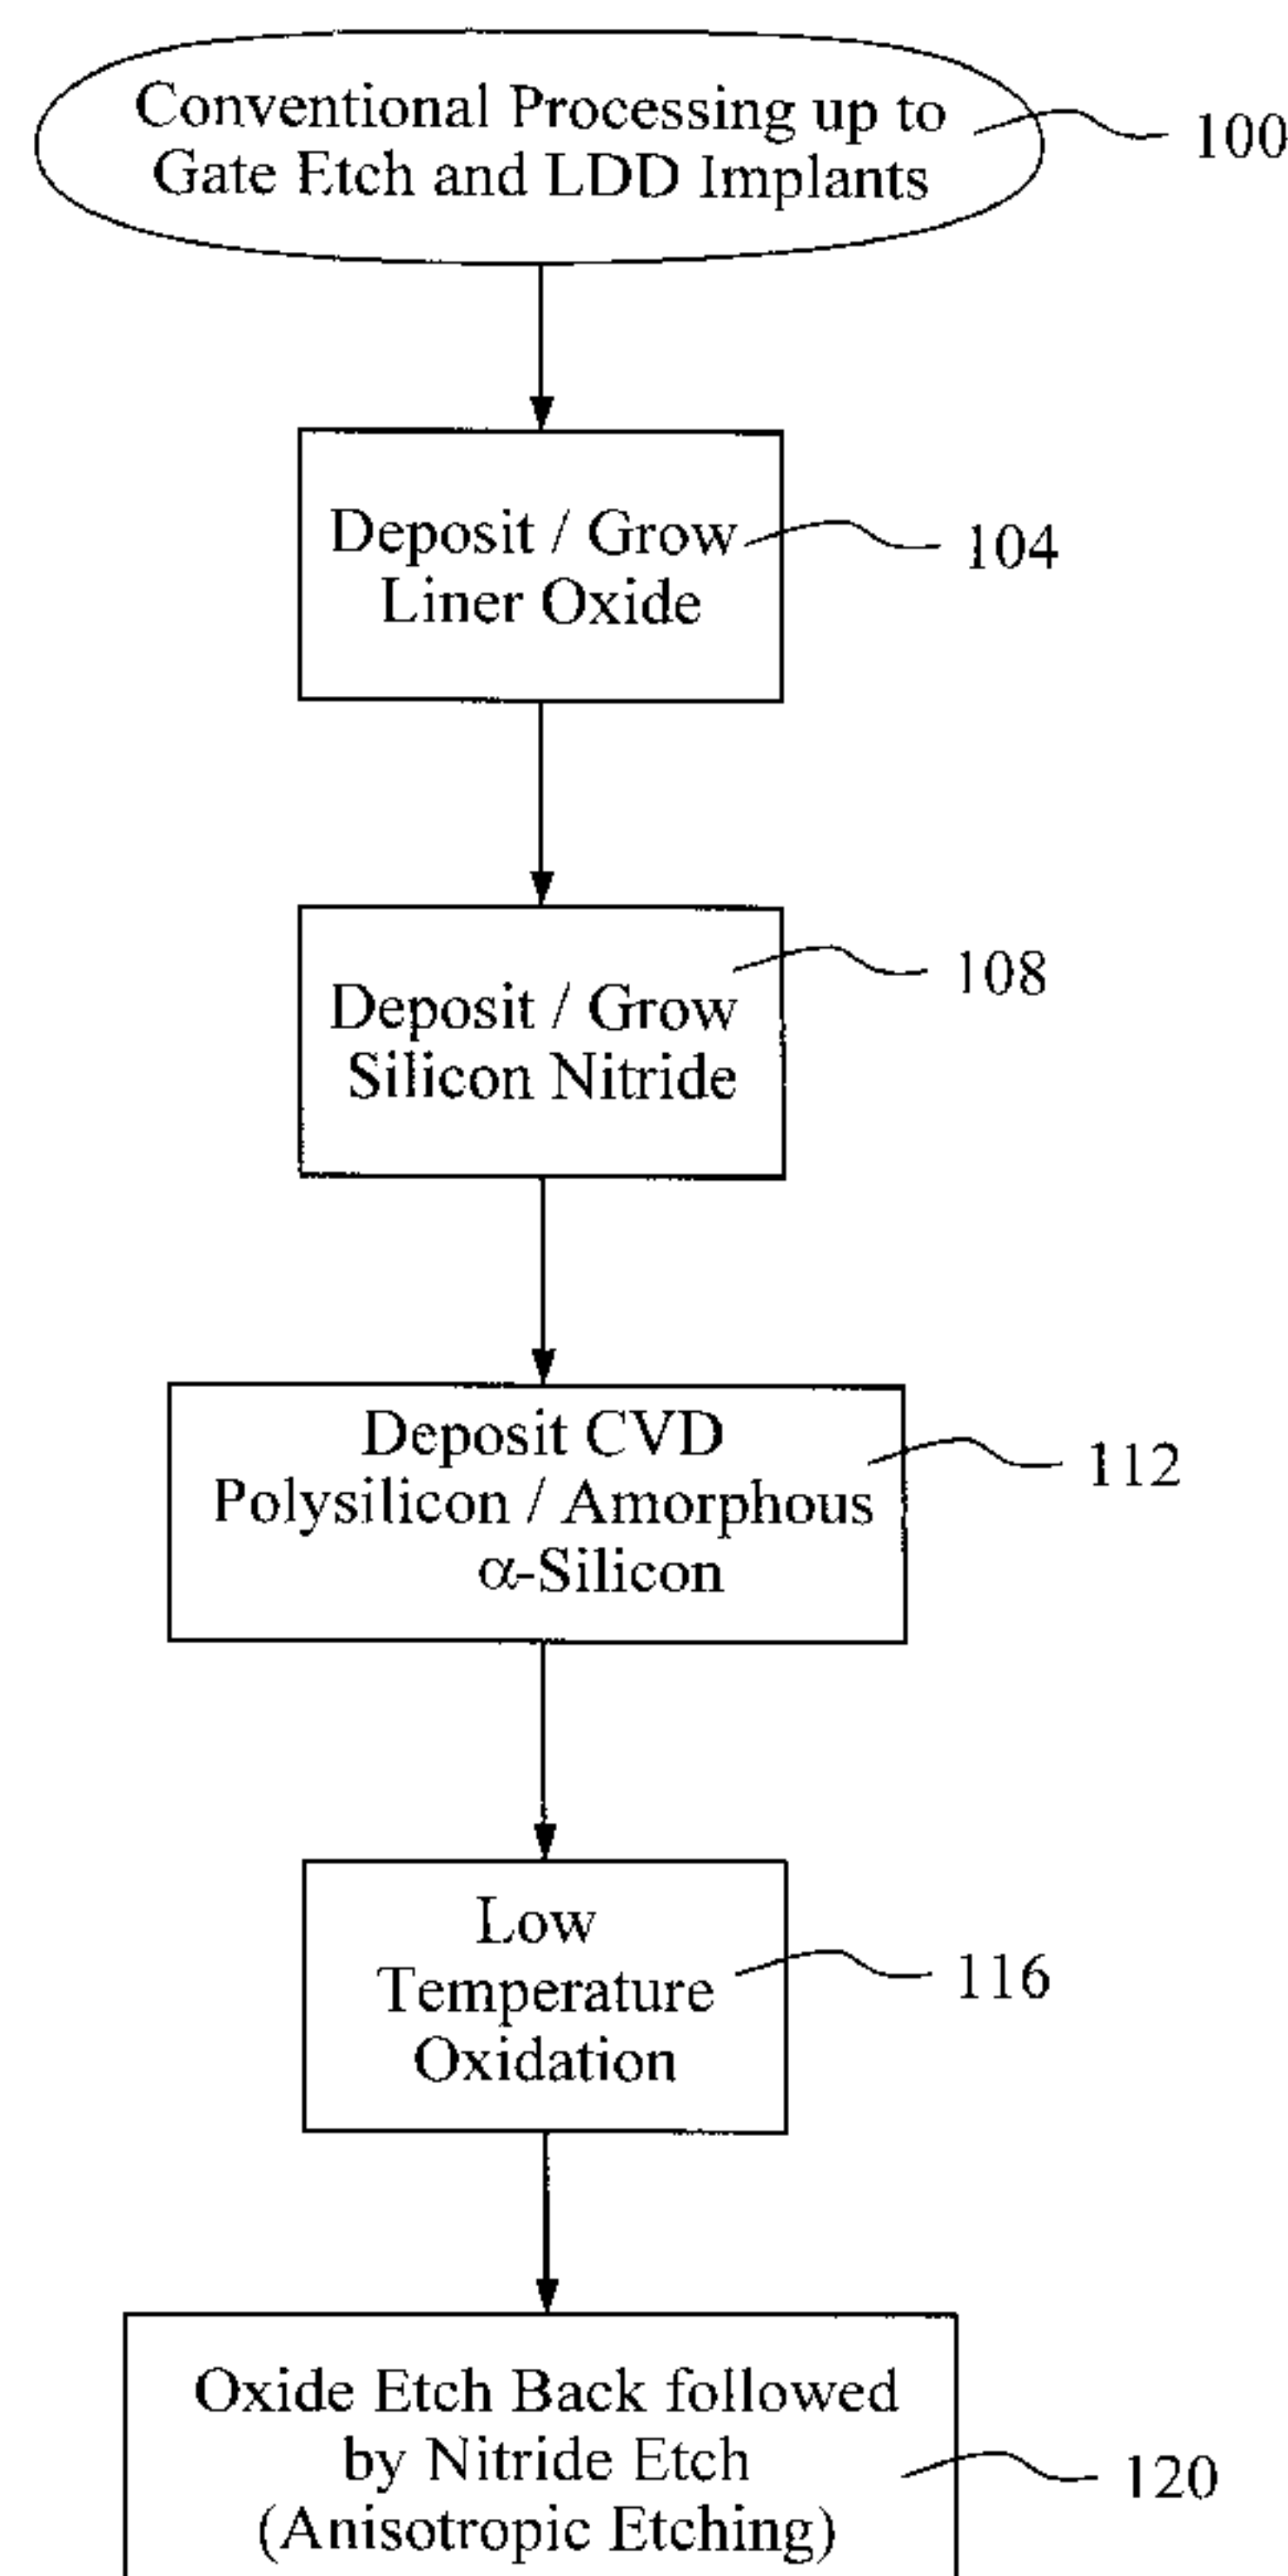 Conventional Processing up to
Gate Etch and LDD Implants
100
Deposit / Grow
Liner Oxide
104
Deposit / Grow
Silicon Nitride
108
Deposit CVD
Polysilicon / Amorphous
α-Silicon
112
Low
Temperature
Oxidation
116
Oxide Etch Back followed
by Nitride Etch
(Anisotropic Etching)
120